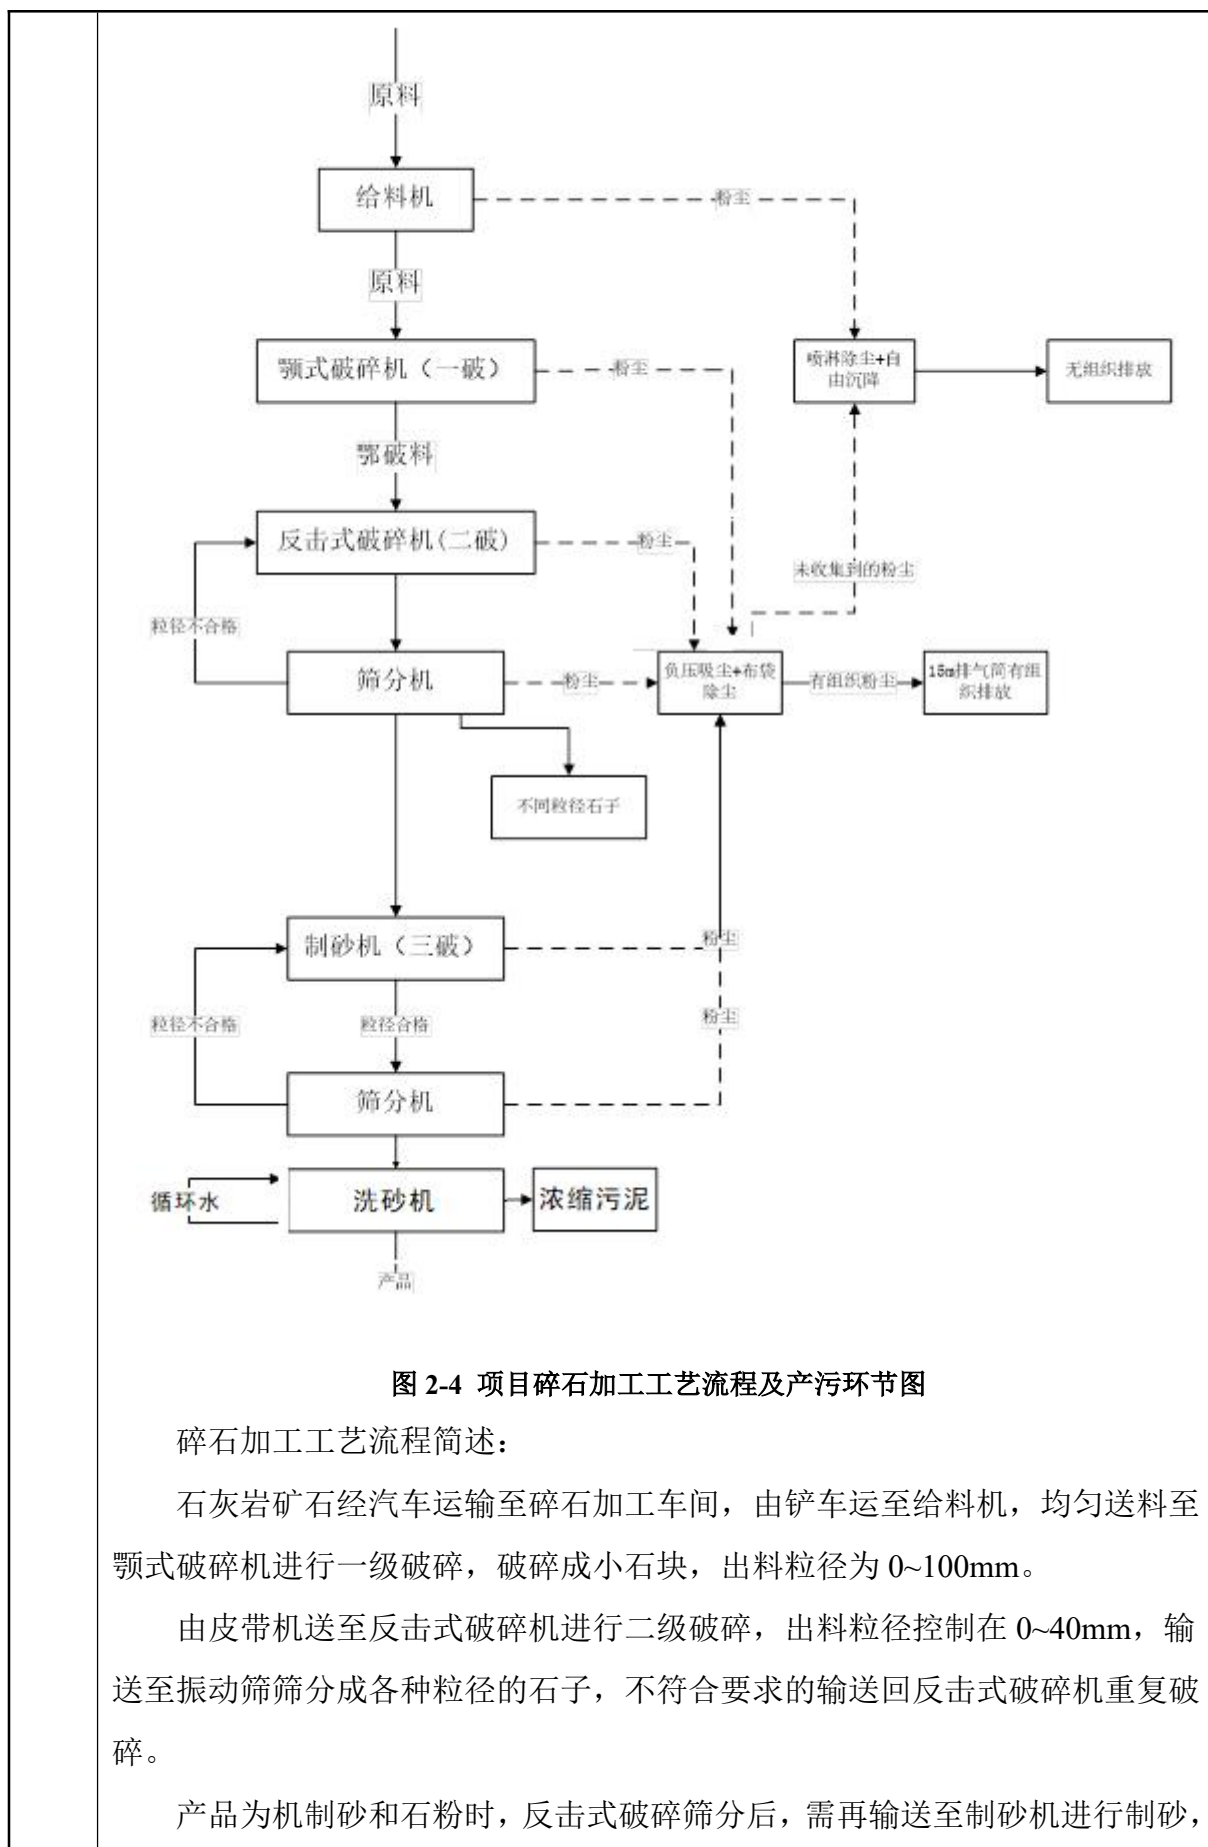 原料
给料机
粉尘
原料
颚式破碎机（一破）
粉尘
喷淋除尘+自
由沉降
无组织排放
鄂破料
反击式破碎机(二破)
粉尘
未收集到的粉尘
粒径不合格
筛分机
粉尘
负压吸尘+布袋
除尘
有组织粉尘
15m排气筒有组
织排放
不同粒径石子
制砂机（三破）
粉尘
粒径不合格
粒径合格
粉尘
筛分机
循环水
洗砂机
浓缩污泥
产品
图 2-4 项目碎石加工工艺流程及产污环节图
碎石加工工艺流程简述：
石灰岩矿石经汽车运输至碎石加工车间，由铲车运至给料机，均匀送料至
颚式破碎机进行一级破碎，破碎成小石块，出料粒径为 0~100mm。
由皮带机送至反击式破碎机进行二级破碎，出料粒径控制在 0~40mm，输
送至振动筛筛分成各种粒径的石子，不符合要求的输送回反击式破碎机重复破
碎。
产品为机制砂和石粉时，反击式破碎筛分后，需再输送至制砂机进行制砂，